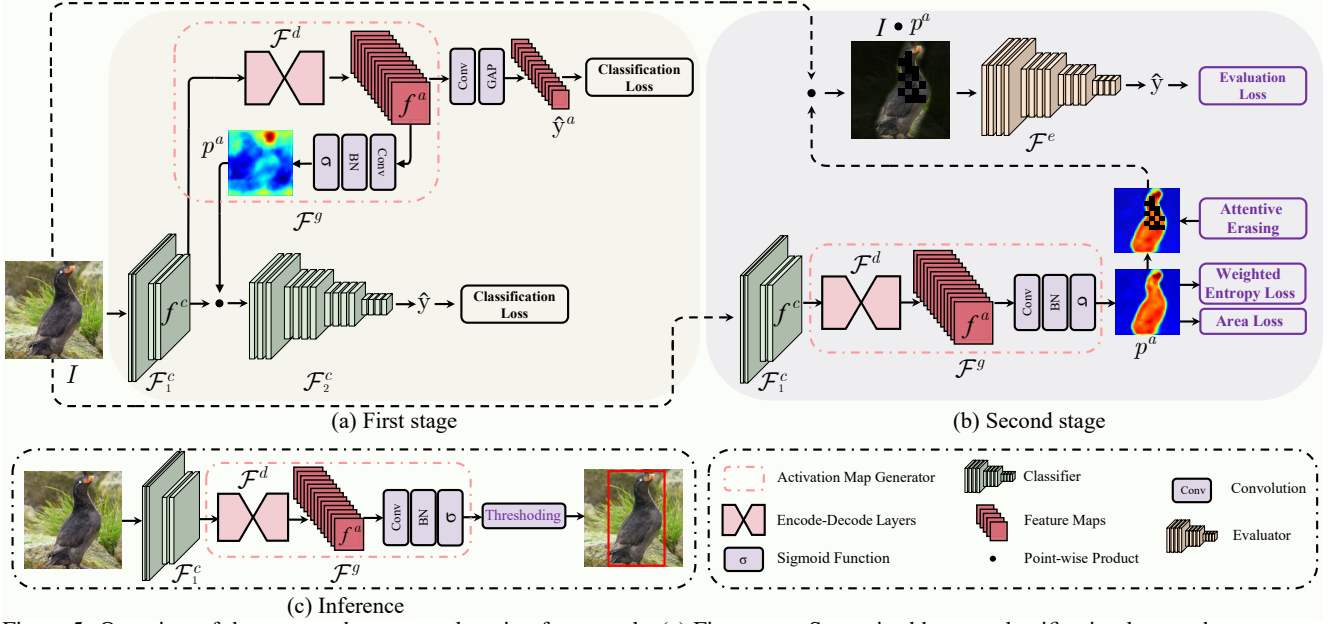 F^d
f^a
Conv
GAP
ŷ^a
Classification
Loss
p^a
σ
BN
Conv
F^g
I
f^c
F_1^c
F_2^c
ŷ
Classification
Loss
(a) First stage
I • p^a
F^e
ŷ
Evaluation
Loss
Attentive
Erasing
Weighted
Entropy Loss
Area Loss
p^a
f^c
F_1^c
F^d
f^a
F^g
Conv
BN
σ
(b) Second stage
F_1^c
F^d
f^a
F^g
Conv
BN
σ
Threshoding
(c) Inference
Activation Map Generator
Encode-Decode Layers
σ
Sigmoid Function
Classifier
Feature Maps
Point-wise Product
Conv
Convolution
Evaluator